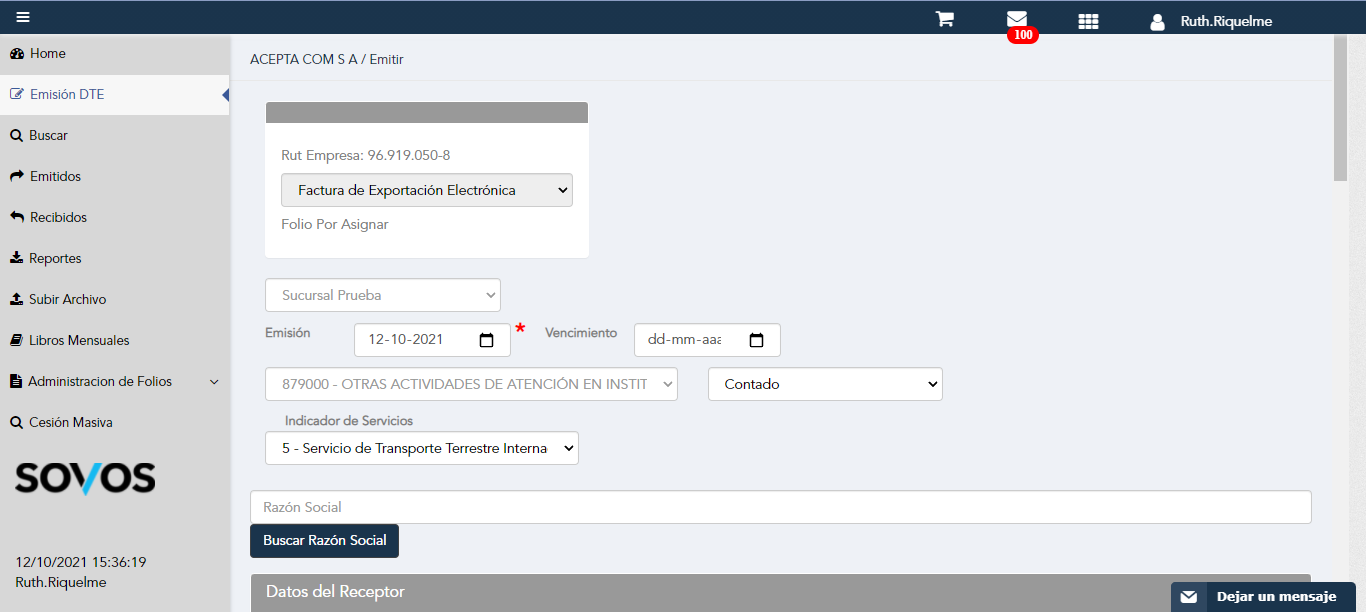 Ruth.Riquelme
100
Home
Emisión DTE
Buscar
Emitidos
Recibidos
Reportes
Subir Archivo
Libros Mensuales
Administracion de Folios
Cesión Masiva
SOVOS
12/10/2021 15:36:19
Ruth.Riquelme
ACEPTA COM S A / Emitir
Rut Empresa: 96.919.050-8
Factura de Exportación Electrónica
Folio Por Asignar
Sucursal Prueba
Emisión 12-10-2021 * Vencimiento dd-mm-aaa
879000 - OTRAS ACTIVIDADES DE ATENCIÓN EN INSTIT Contado
Indicador de Servicios
5 - Servicio de Transporte Terrestre Interna
Razón Social
Buscar Razón Social
Datos del Receptor
Dejar un mensaje